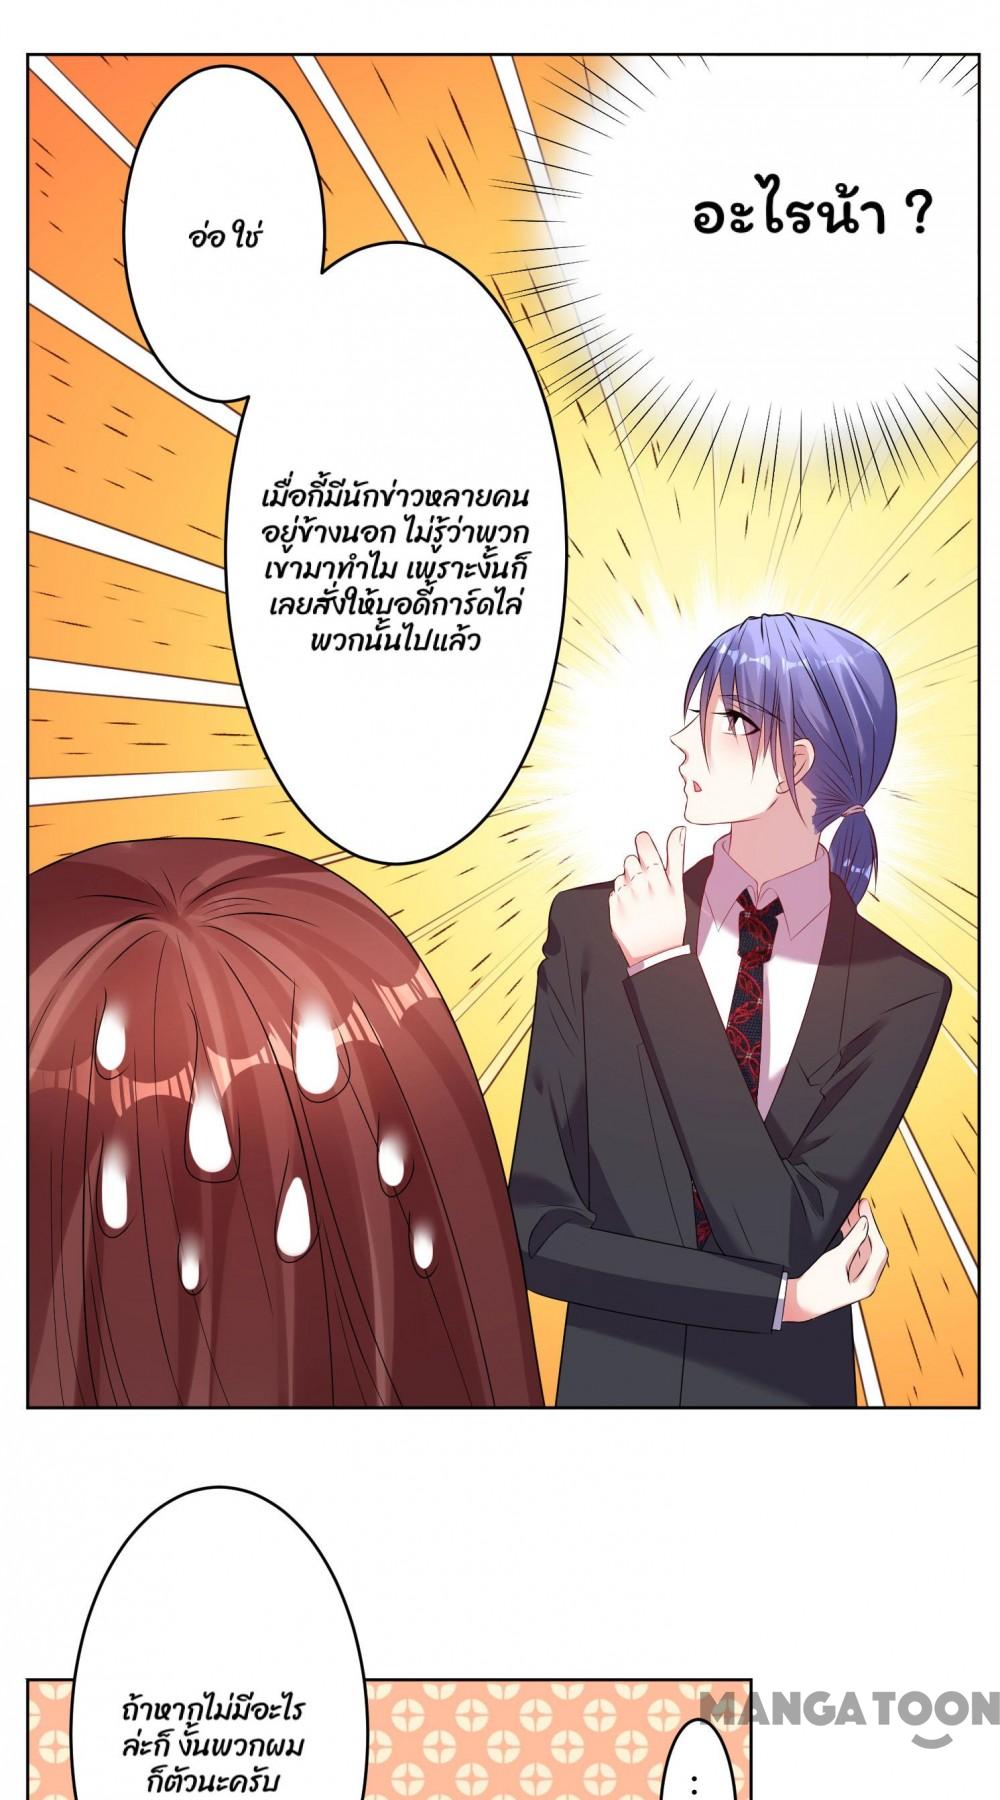 อะไรน้า ?
อ่อ ใช่
เมื่อกี้มีนักข่าวหลายคน
อยู่ข้างนอก ไม่รู้ว่าพวก
เขามาทำไม เพราะงั้นก็
เลยสั่งให้บอดี้การ์ดไล่
พวกนั้นไปแล้ว
ถ้าหากไม่มีอะไร
ล่ะก็ งั้นพวกผม
ก็ตัวนะครับ
:
MANGATOON